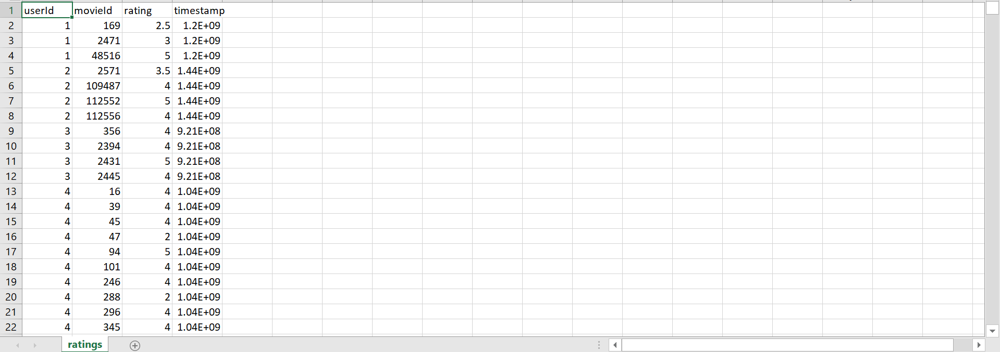 1 userId movieId rating timestamp
2 1 169 2.5 1.2E+09
3 1 2471 3 1.2E+09
4 1 48516 5 1.2E+09
5 2 2571 3.5 1.44E+09
6 2 109487 4 1.44E+09
7 2 112552 5 1.44E+09
8 2 112556 4 1.44E+09
9 3 356 4 9.21E+08
10 3 2394 4 9.21E+08
11 3 2431 5 9.21E+08
12 3 2445 4 9.21E+08
13 4 16 4 1.04E+09
14 4 39 4 1.04E+09
15 4 45 4 1.04E+09
16 4 47 2 1.04E+09
17 4 94 5 1.04E+09
18 4 101 4 1.04E+09
19 4 246 4 1.04E+09
20 4 288 2 1.04E+09
21 4 296 4 1.04E+09
22 4 345 4 1.04E+09
ratings